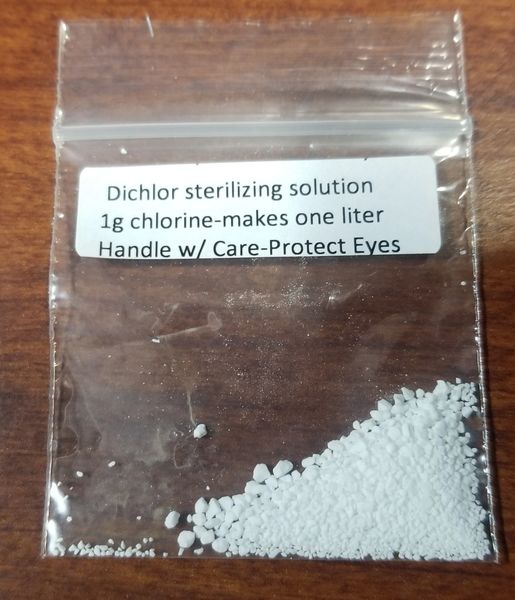 Dichlor sterilizing solution
1g chlorine-makes one liter
Handle w/ Care-Protect Eyes